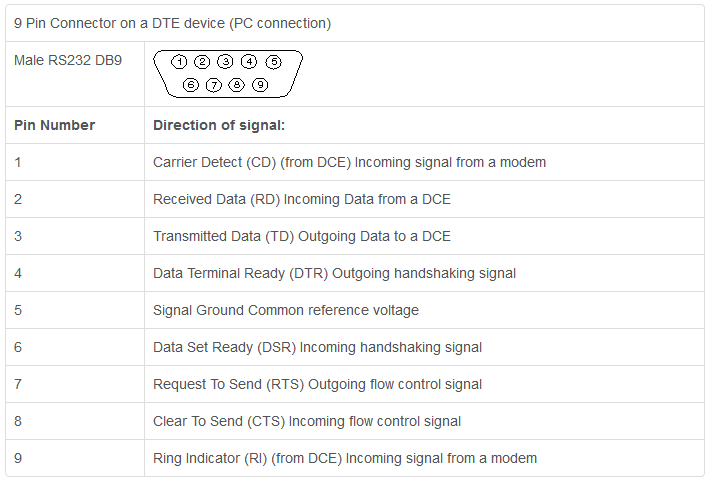 9 Pin Connector on a DTE device (PC connection)
Male RS232 DB9
1 2 3 4 5
6 7 8 9
Pin Number Direction of signal:
1 Carrier Detect (CD) (from DCE) Incoming signal from a modem
2 Received Data (RD) Incoming Data from a DCE
3 Transmitted Data (TD) Outgoing Data to a DCE
4 Data Terminal Ready (DTR) Outgoing handshaking signal
5 Signal Ground Common reference voltage
6 Data Set Ready (DSR) Incoming handshaking signal
7 Request To Send (RTS) Outgoing flow control signal
8 Clear To Send (CTS) Incoming flow control signal
9 Ring Indicator (RI) (from DCE) Incoming signal from a modem